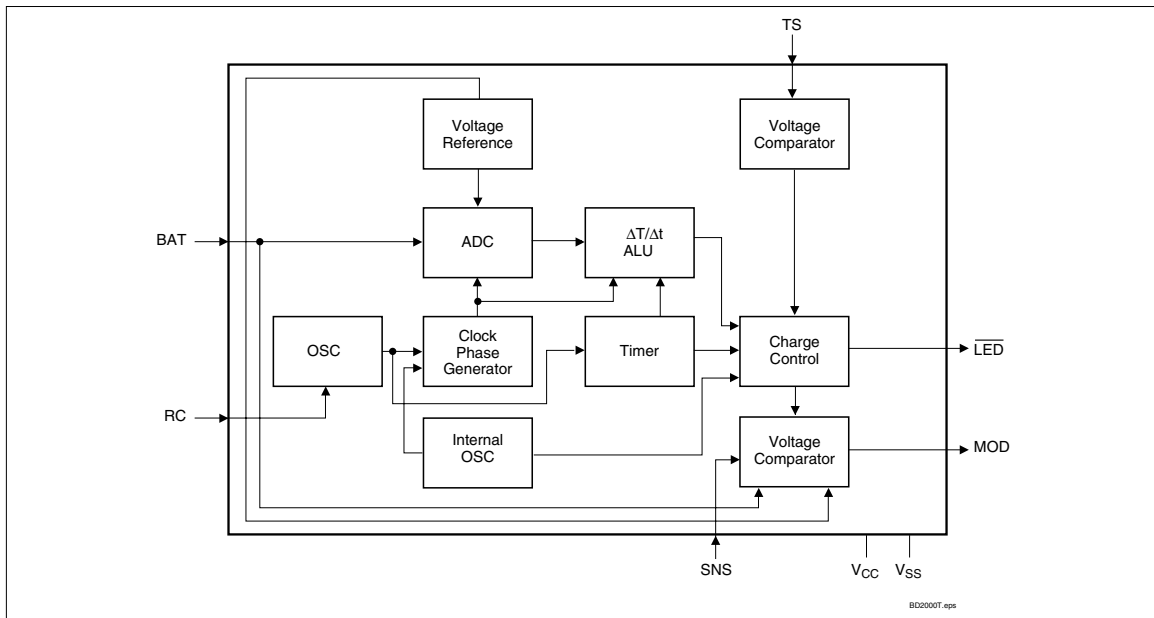 TS
Voltage
Reference
Voltage
Comparator
BAT
ADC
ΔT/Δt
ALU
OSC
Clock
Phase
Generator
Timer
Charge
Control
L̅E̅D̅
RC
Internal
OSC
Voltage
Comparator
MOD
SNS
VCC
VSS
BD2000T.eps